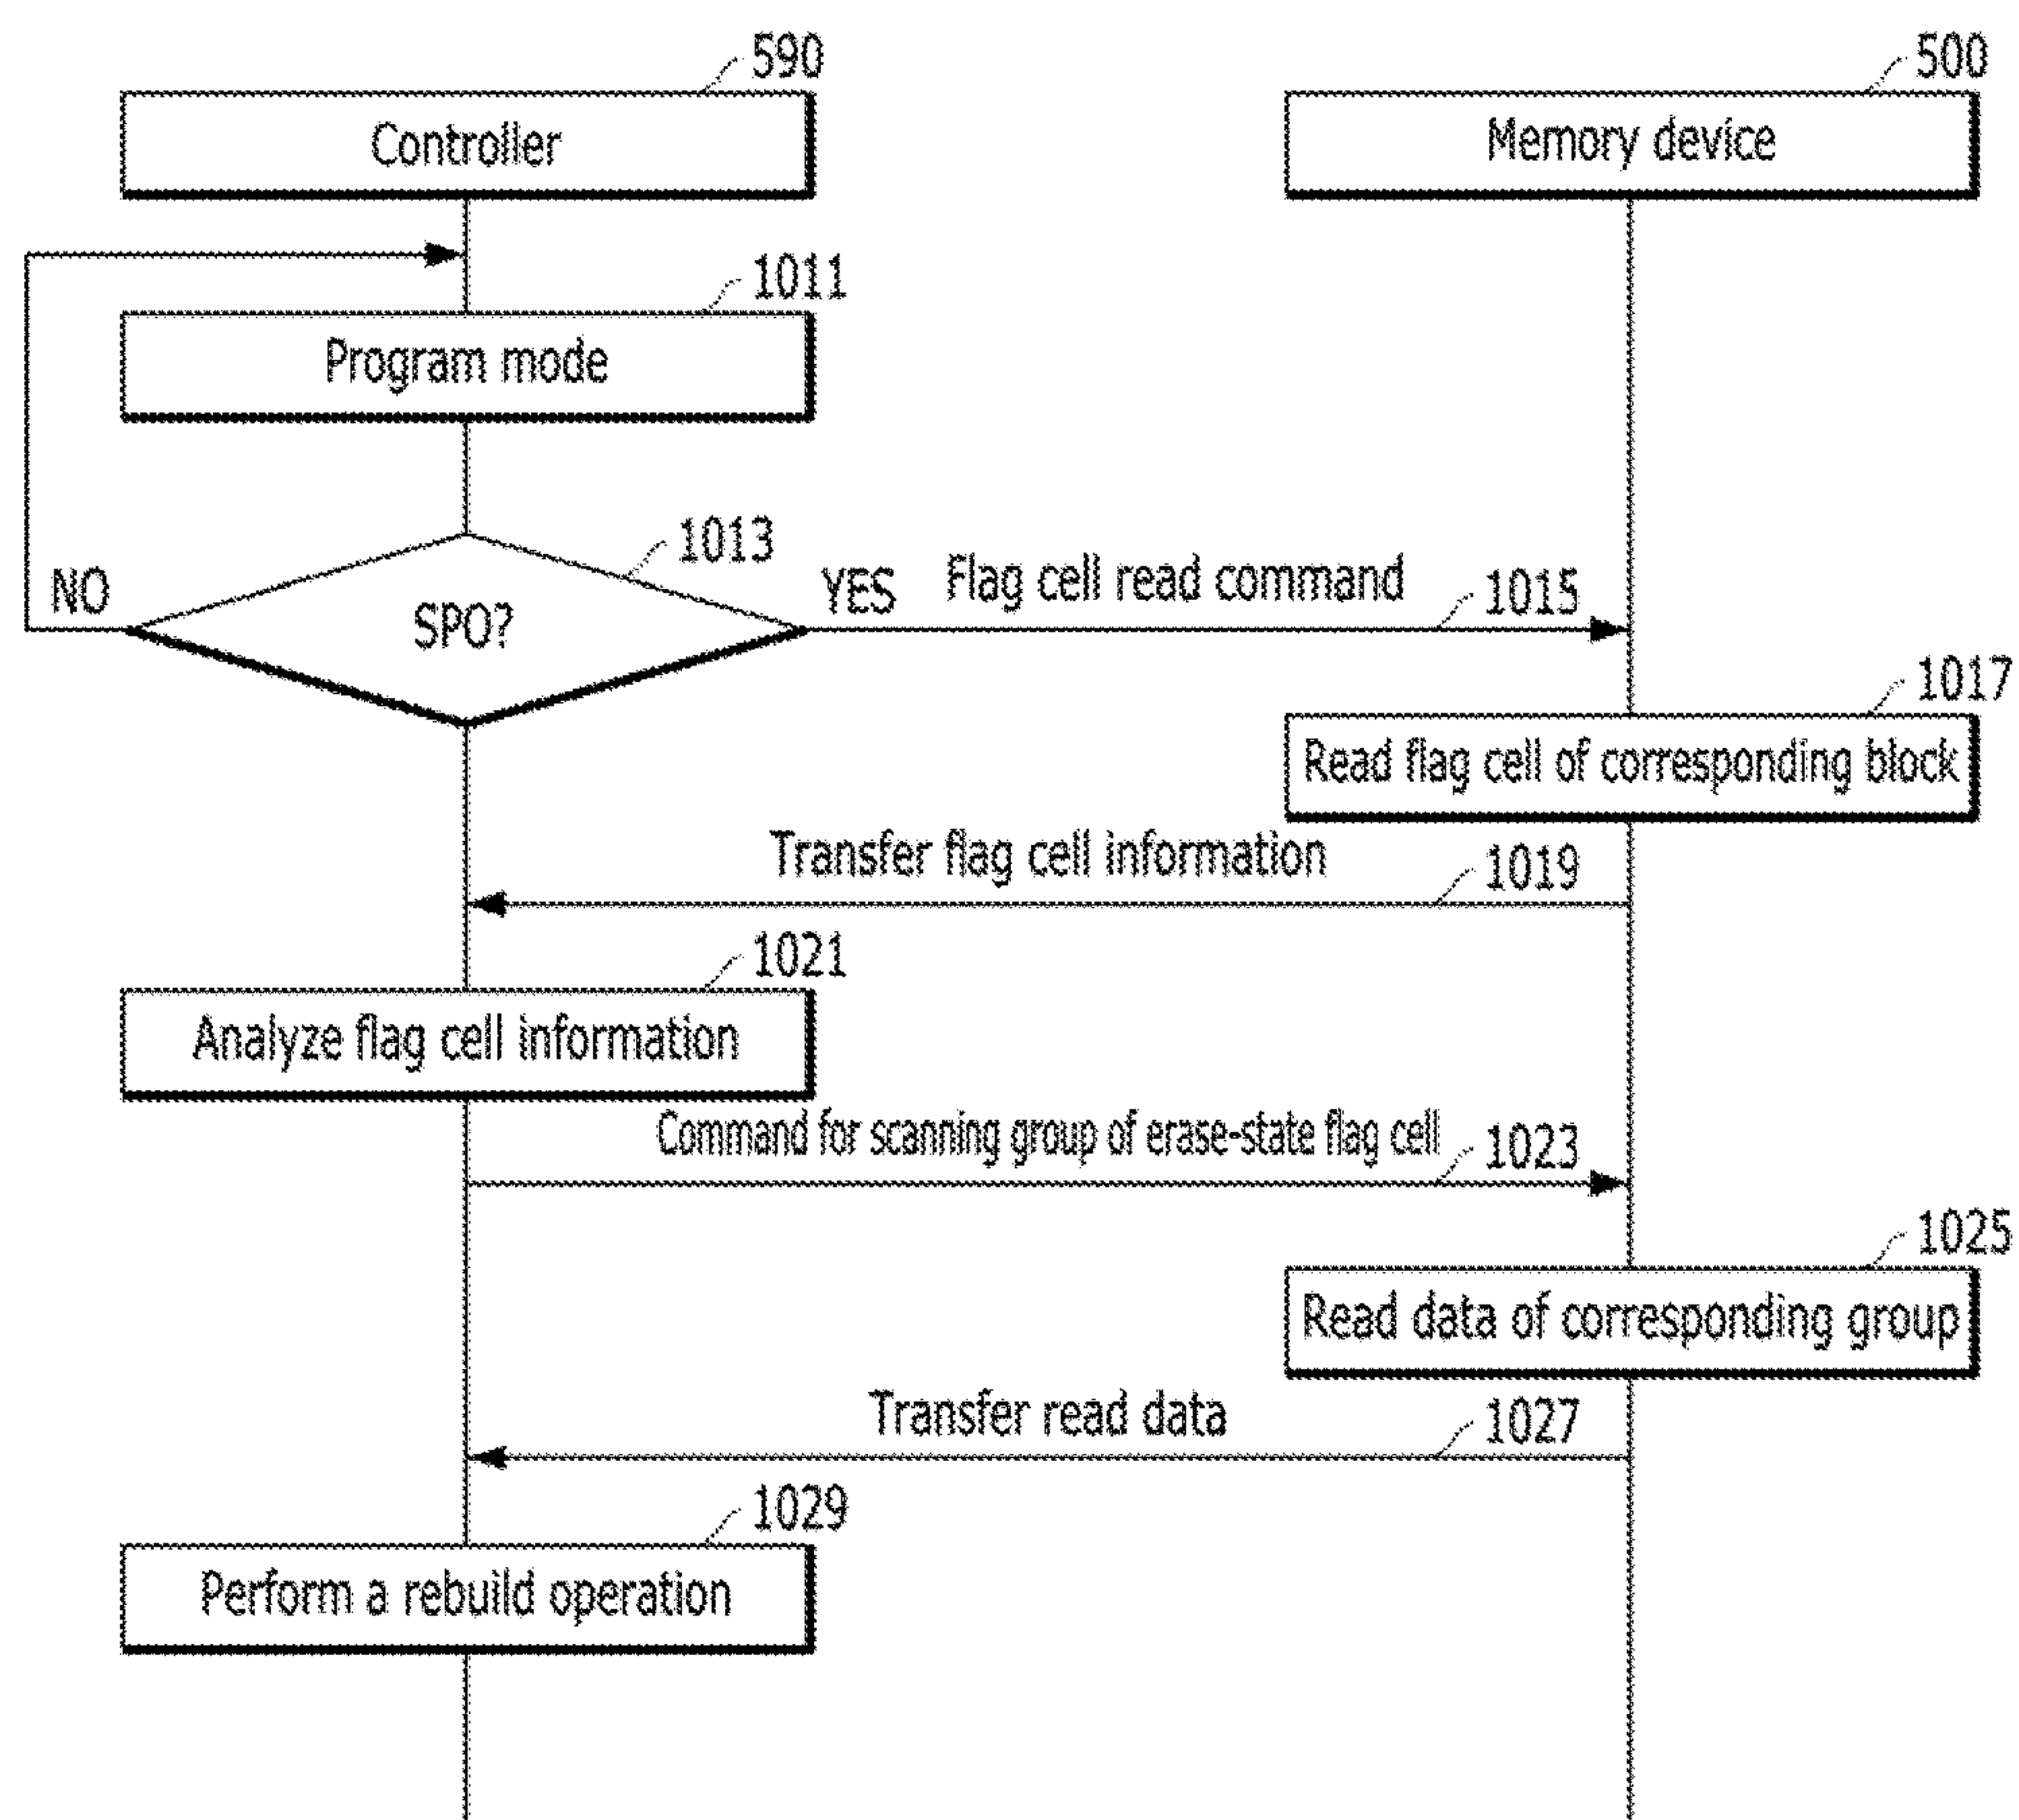 590
500
Controller
Memory device
1011
Program mode
1013
NO
SPO?
YES
Flag cell read command
1015
1017
Read flag cell of corresponding block
Transfer flag cell information
1019
1021
Analyze flag cell information
Command for scanning group of erase-state flag cell
1023
1025
Read data of corresponding group
Transfer read data
1027
1029
Perform a rebuild operation